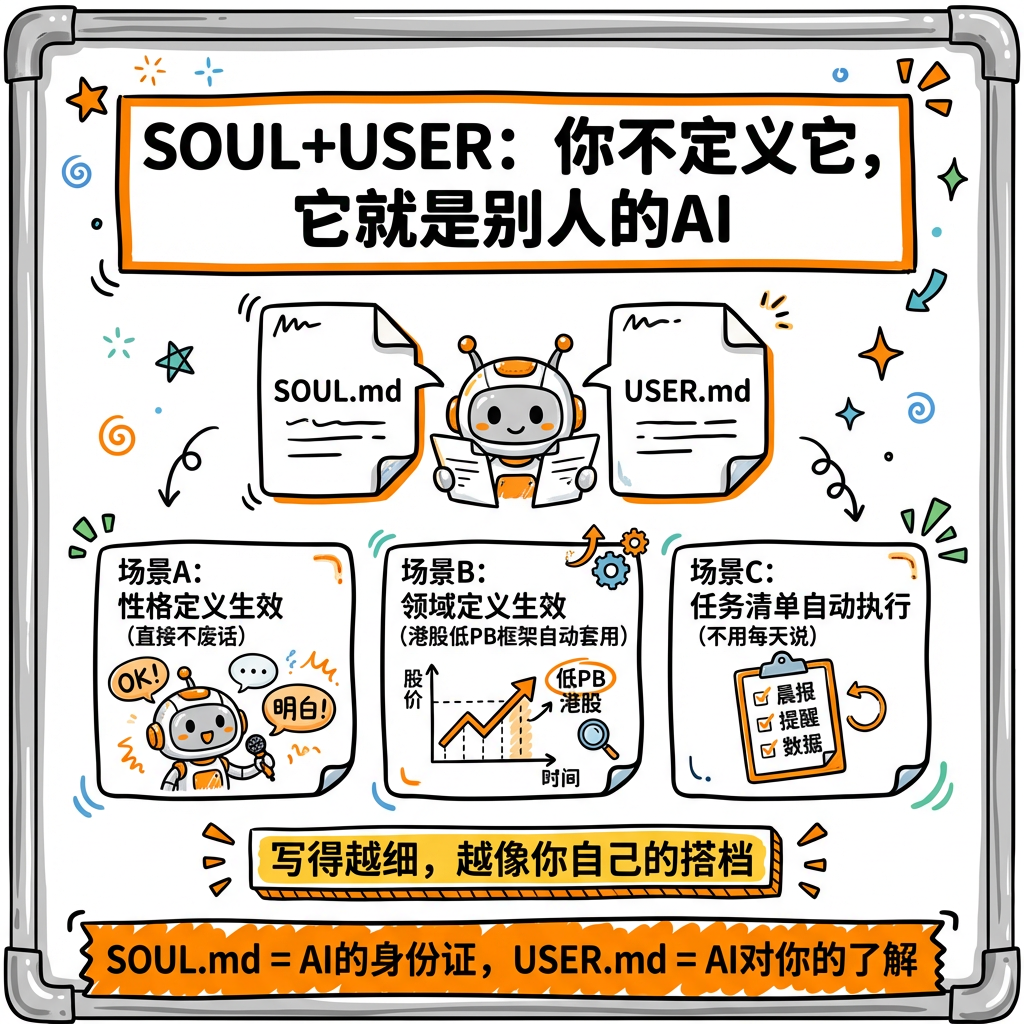 SOUL+USER：你不定义它，
它就是别人的AI
SOUL.md
USER.md
场景A：
性格定义生效
（直接不废话）
OK!
明白!
场景B：
领域定义生效
（港股低PB框架自动套用）
股价
低PB
港股
时间
场景C：
任务清单自动执行
（不用每天说）
晨报
提醒
数据
写得越细，越像你自己的搭档
SOUL.md = AI的身份证，USER.md = AI对你的了解